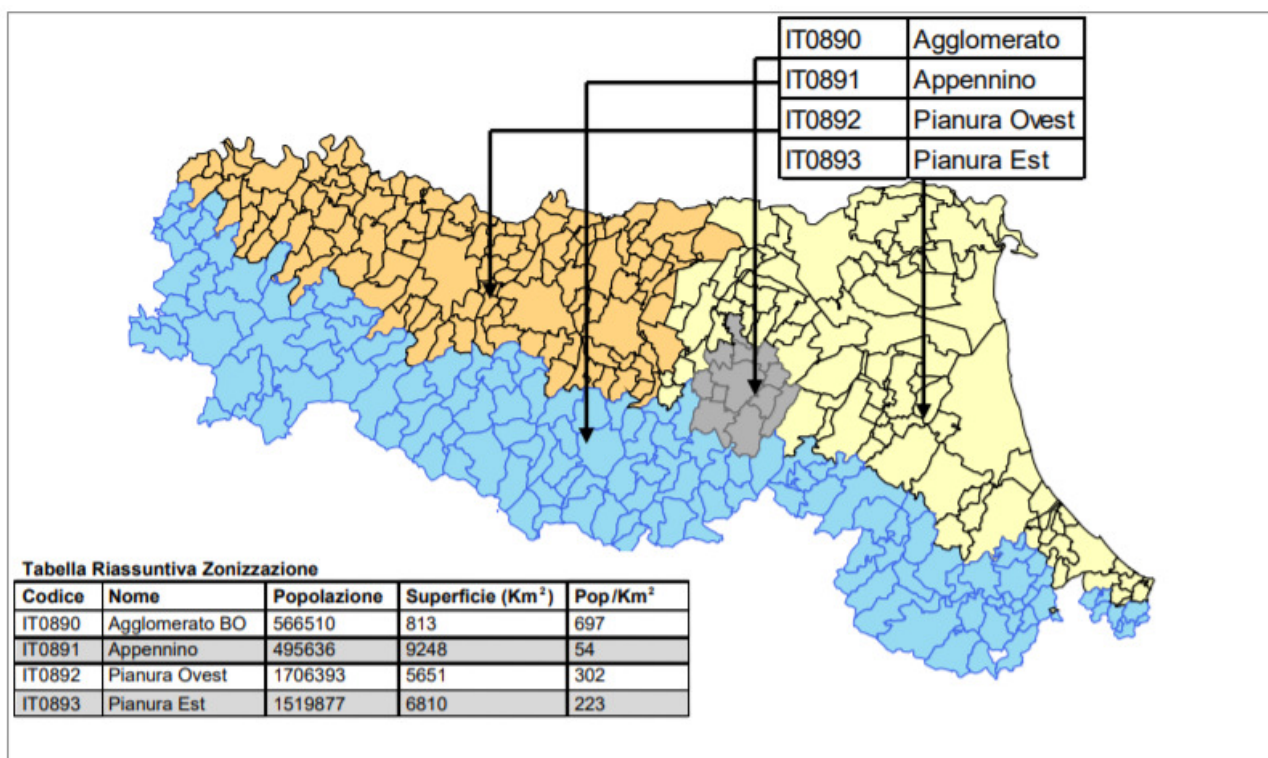 IT0890 Agglomerato
IT0891 Appennino
IT0892 Pianura Ovest
IT0893 Pianura Est
Tabella Riassuntiva Zonizzazione
Codice Nome Popolazione Superficie (Km²) Pop/Km²
IT0890 Agglomerato BO 566510 813 697
IT0891 Appennino 495636 9248 54
IT0892 Pianura Ovest 1706393 5651 302
IT0893 Pianura Est 1519877 6810 223